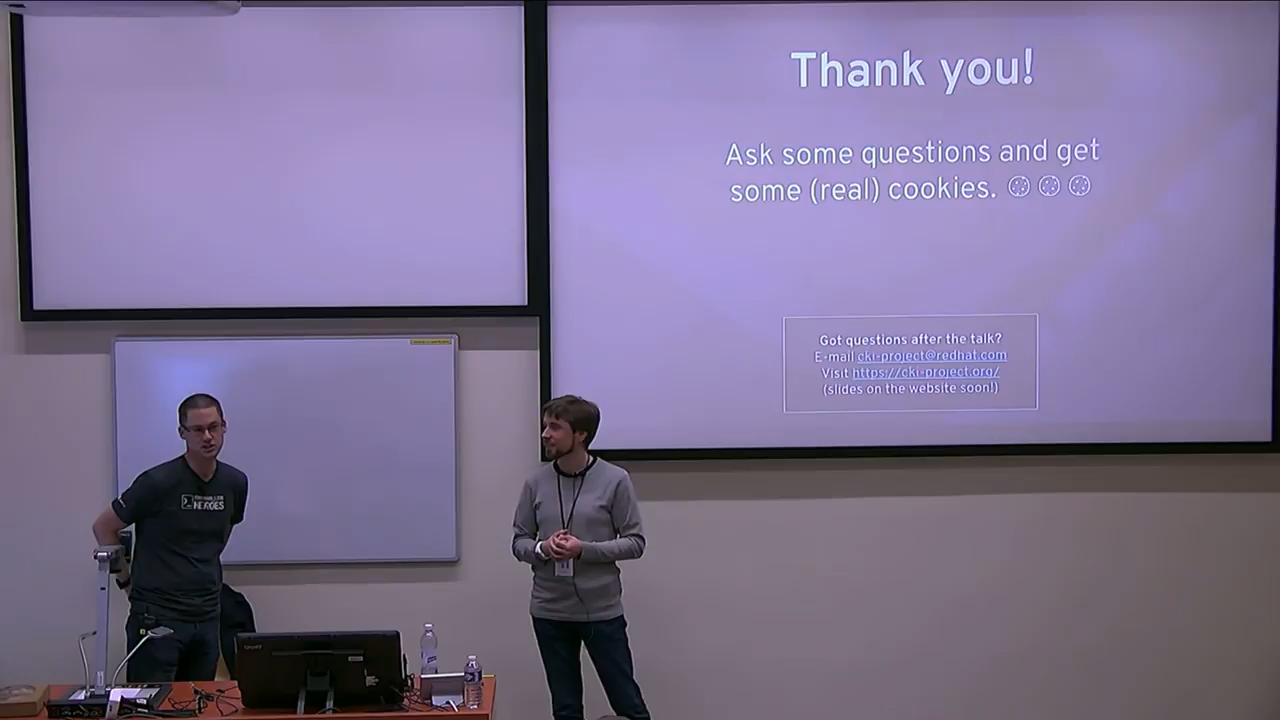 Thank you!
Ask some questions and get
some (real) cookies.
Got questions after the talk?
E-mail cki-project@redhat.com
Visit https://cki-project.org/
(slides on the website soon!)
HEROES